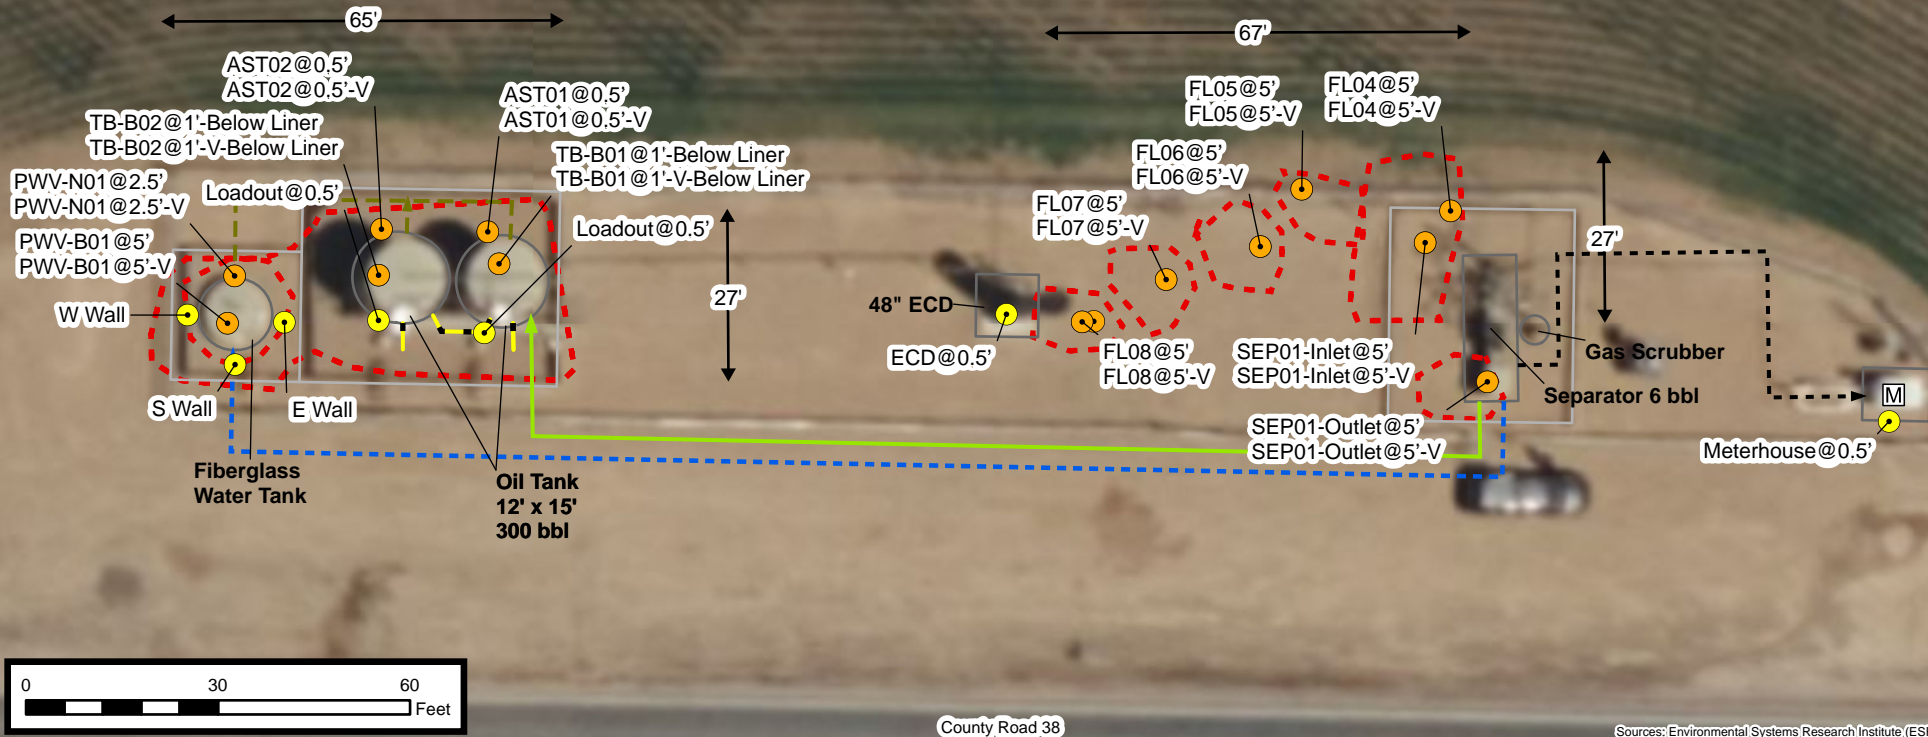 65'
67'
AST02@0.5'
AST02@0.5'-V
AST01@0.5'
AST01@0.5'-V
FL05@5'
FL05@5'-V
FL04@5'
FL04@5'-V
TB-B02@1'-Below Liner
TB-B02@1'-V-Below Liner
TB-B01@1'-Below Liner
TB-B01@1'-V-Below Liner
FL06@5'
FL06@5'-V
PWV-N01@2.5'
PWV-N01@2.5'-V
Loadout@0.5'
FL07@5'
FL07@5'-V
Loadout@0.5'
PWV-B01@5'
PWV-B01@5'-V
27'
27'
W Wall
48" ECD
ECD@0.5'
FL08@5'
FL08@5'-V
SEP01-Inlet@5'
SEP01-Inlet@5'-V
Gas Scrubber
Separator 6 bbl
M
S Wall
E Wall
SEP01-Outlet@5'
SEP01-Outlet@5'-V
Meterhouse@0.5'
Fiberglass
Water Tank
Oil Tank
12' x 15'
300 bbl
0 30 60
Feet
County Road 38
Sources: Environmental Systems Research Institute (ESI